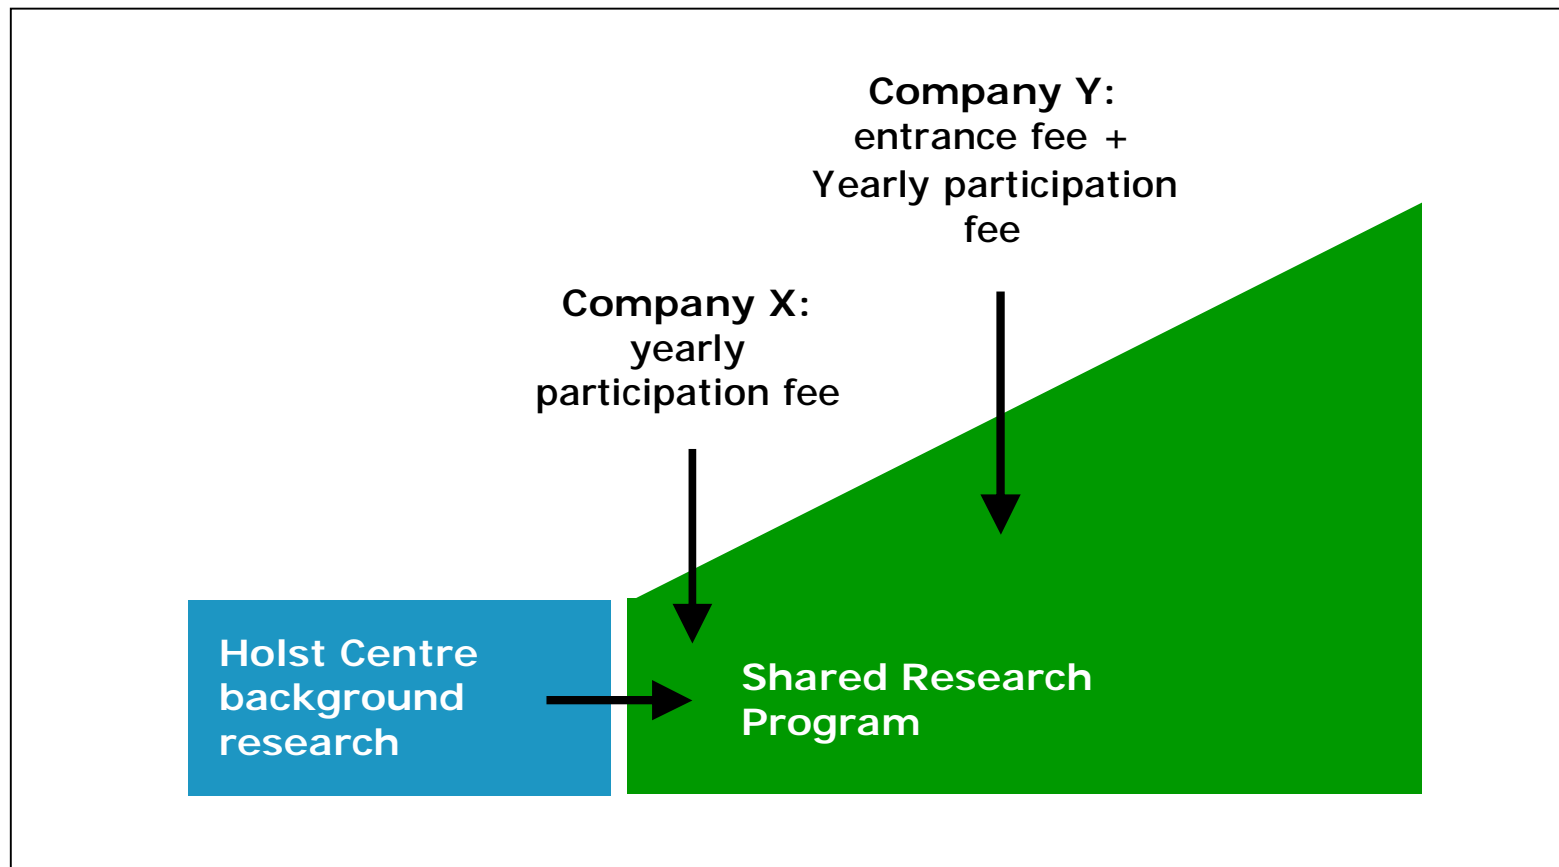 Company Y:
entrance fee +
Yearly participation
fee
Company X:
yearly
participation fee
Holst Centre
background
research
Shared Research
Program